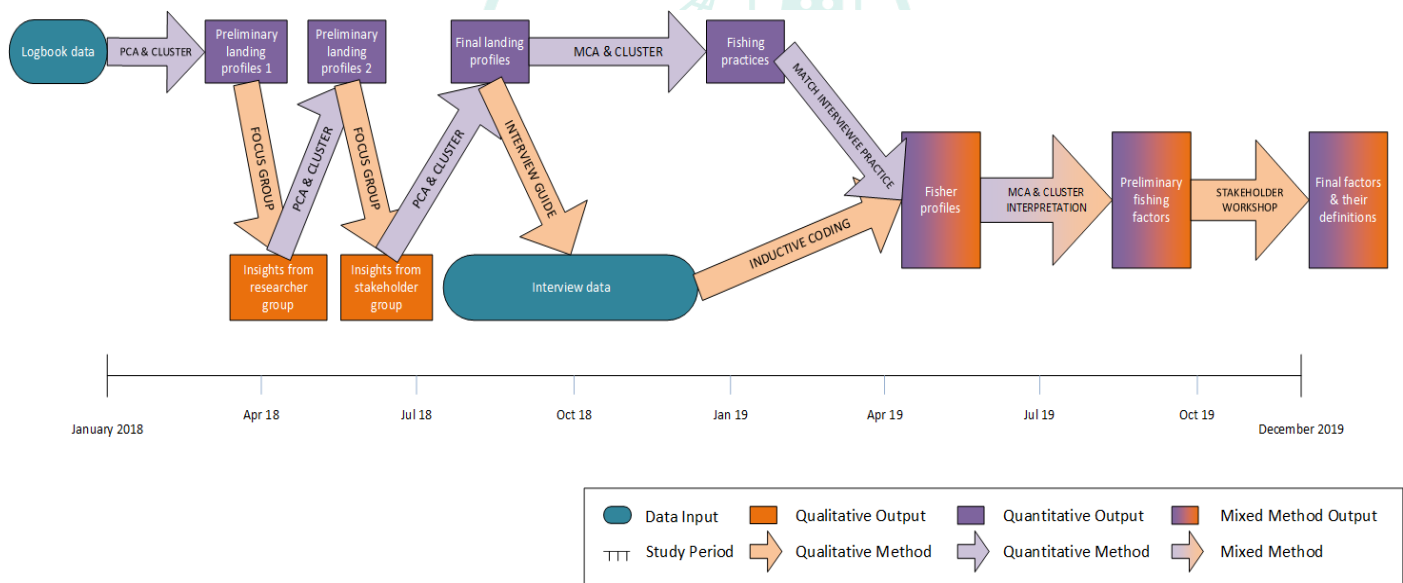 Logbook data
PCA & CLUSTER
Preliminary
landing
profiles 1
Preliminary
landing
profiles 2
Final landing
profiles
MCA & CLUSTER
Fishing
practices
FOCUS GROUP
PCA & CLUSTER
FOCUS GROUP
PCA & CLUSTER
INTERVIEW GUIDE
MATCH INTERVIEWEE PRACTICE
Insights from
researcher
group
Insights from
stakeholder
group
Interview data
INDUCTIVE CODING
Fisher
profiles
MCA & CLUSTER
INTERPRETATION
Preliminary
fishing
factors
STAKEHOLDER
WORKSHOP
Final factors
& their
definitions
January 2018
Apr 18
Jul 18
Oct 18
Jan 19
Apr 19
Jul 19
Oct 19
December 2019
Data Input
Qualitative Output
Quantitative Output
Mixed Method Output
Study Period
Qualitative Method
Quantitative Method
Mixed Method